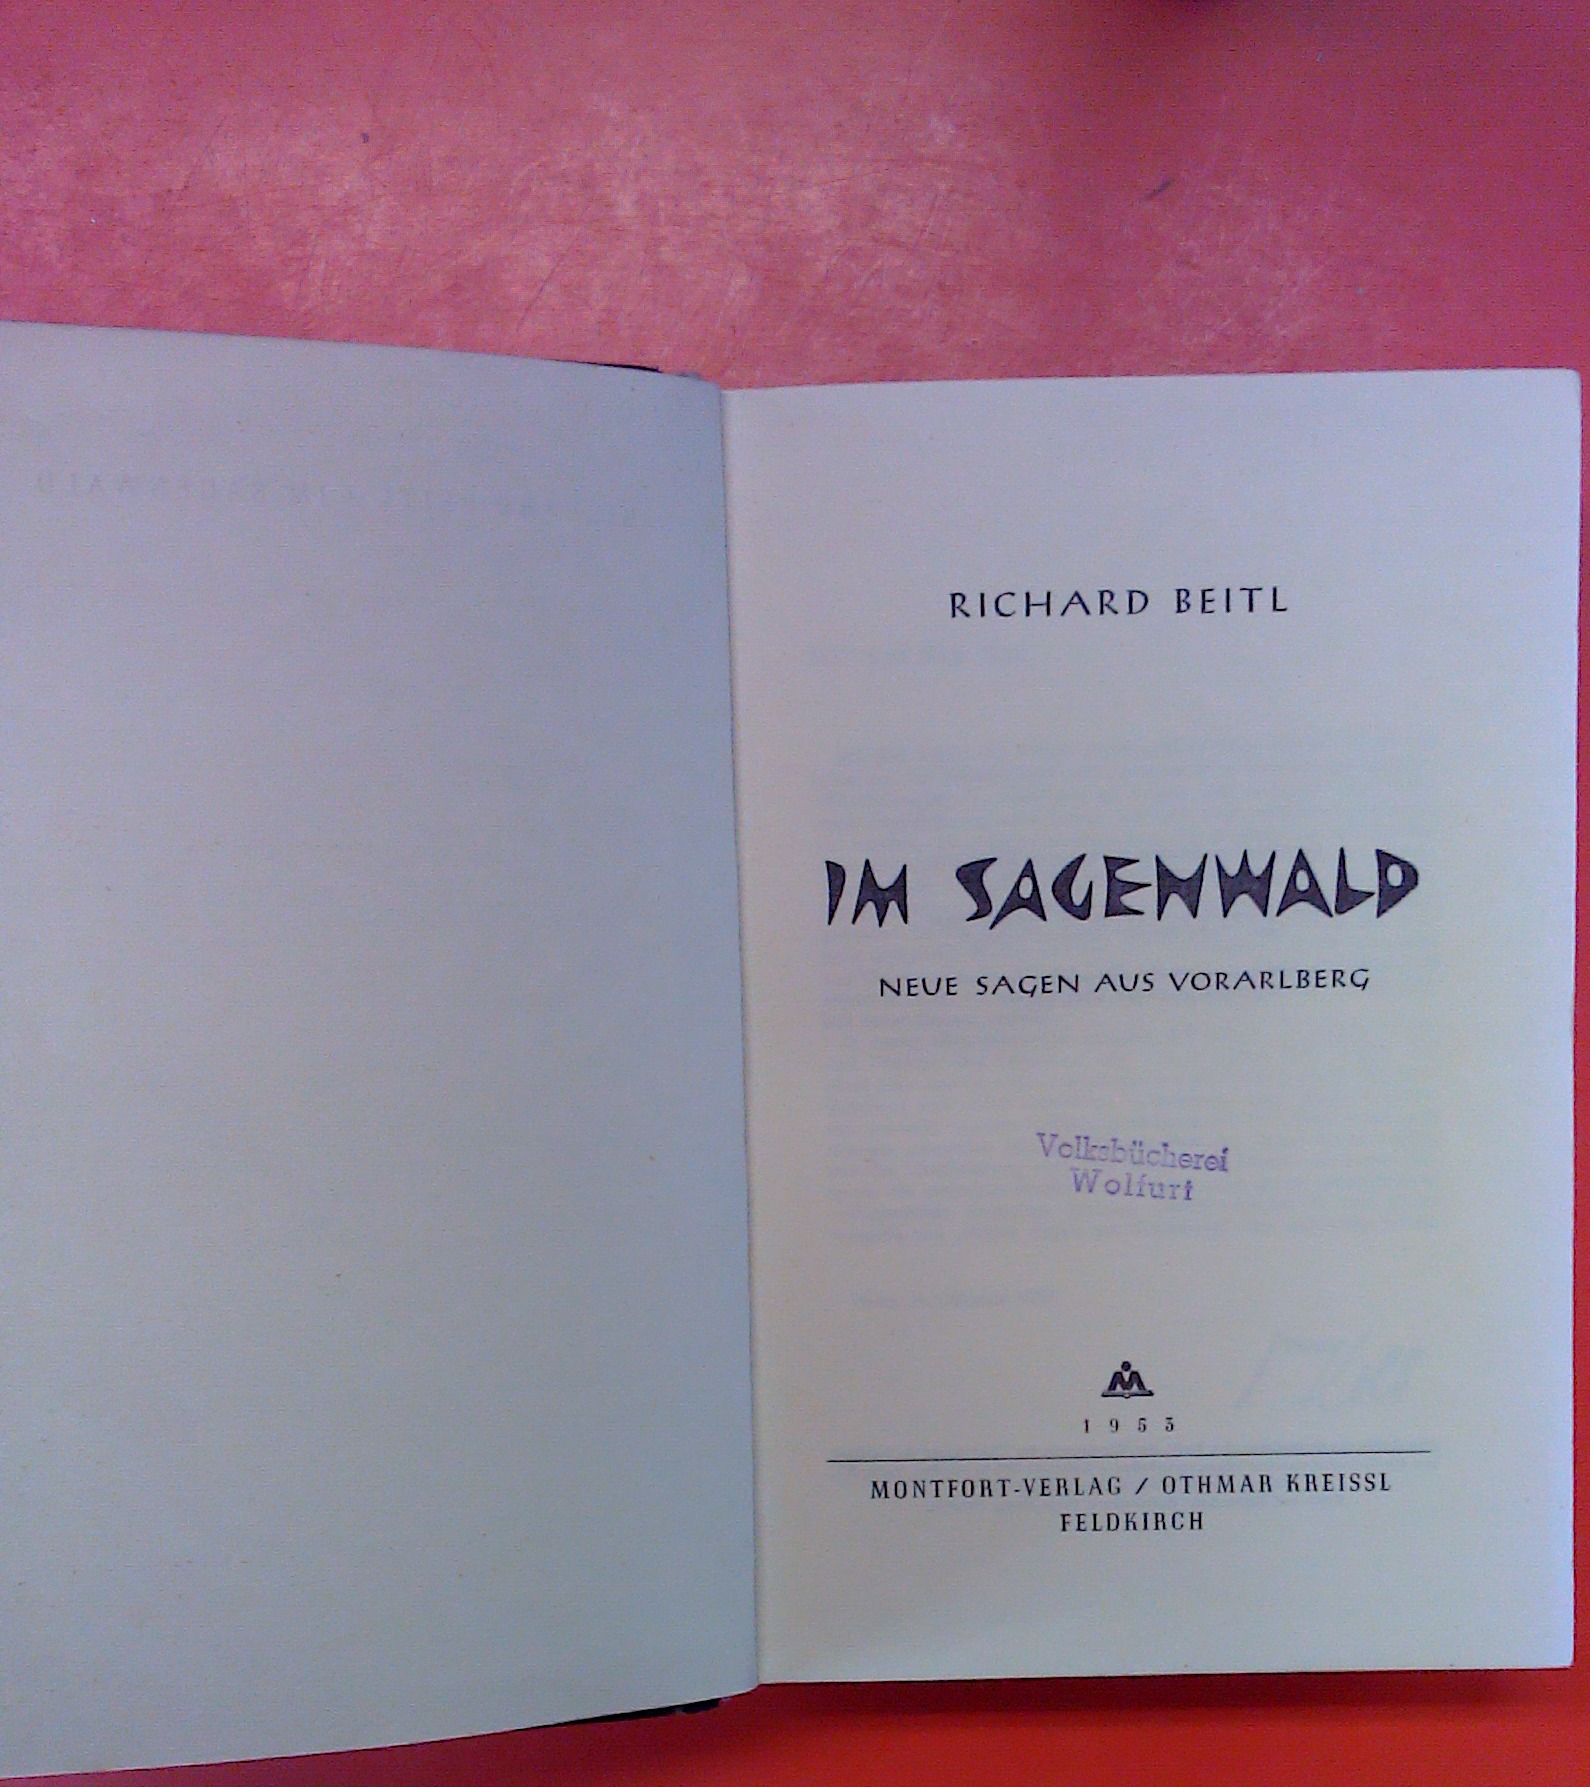 RICHARD BEITL
IM SAGENWALD
NEUE SAGEN AUS VORARLBERG
Volksbücherei
Wolfurt
1953
MONTFORT-VERLAG / OTHMAR KREISSL
FELDKIRCH